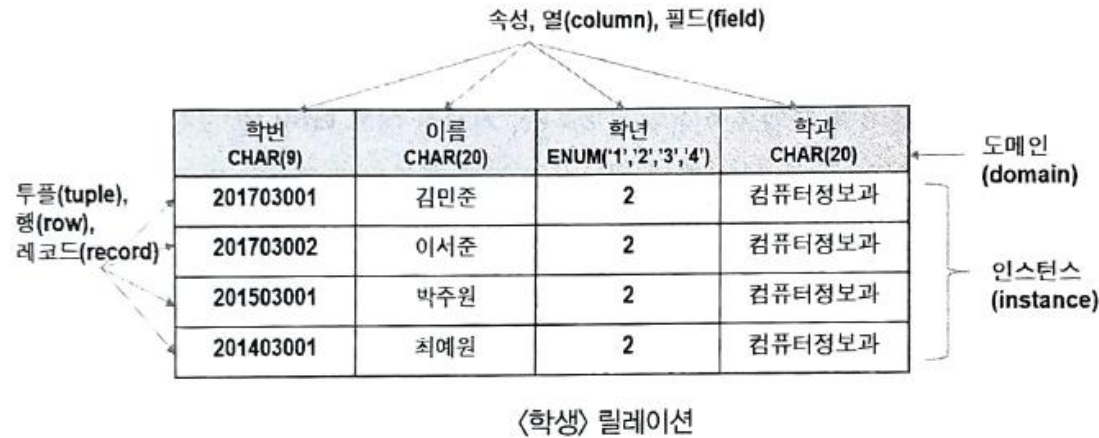 속성, 열(column), 필드(field)
학번 이름 학년 학과
CHAR(9) CHAR(20) ENUM('1','2','3','4') CHAR(20)
도메인
(domain)
투플(tuple),
행(row),
레코드(record)
201703001 김민준 2 컴퓨터정보과
201703002 이서준 2 컴퓨터정보과
201503001 박주원 2 컴퓨터정보과
201403001 최예원 2 컴퓨터정보과
인스턴스
(instance)
〈학생〉 릴레이션